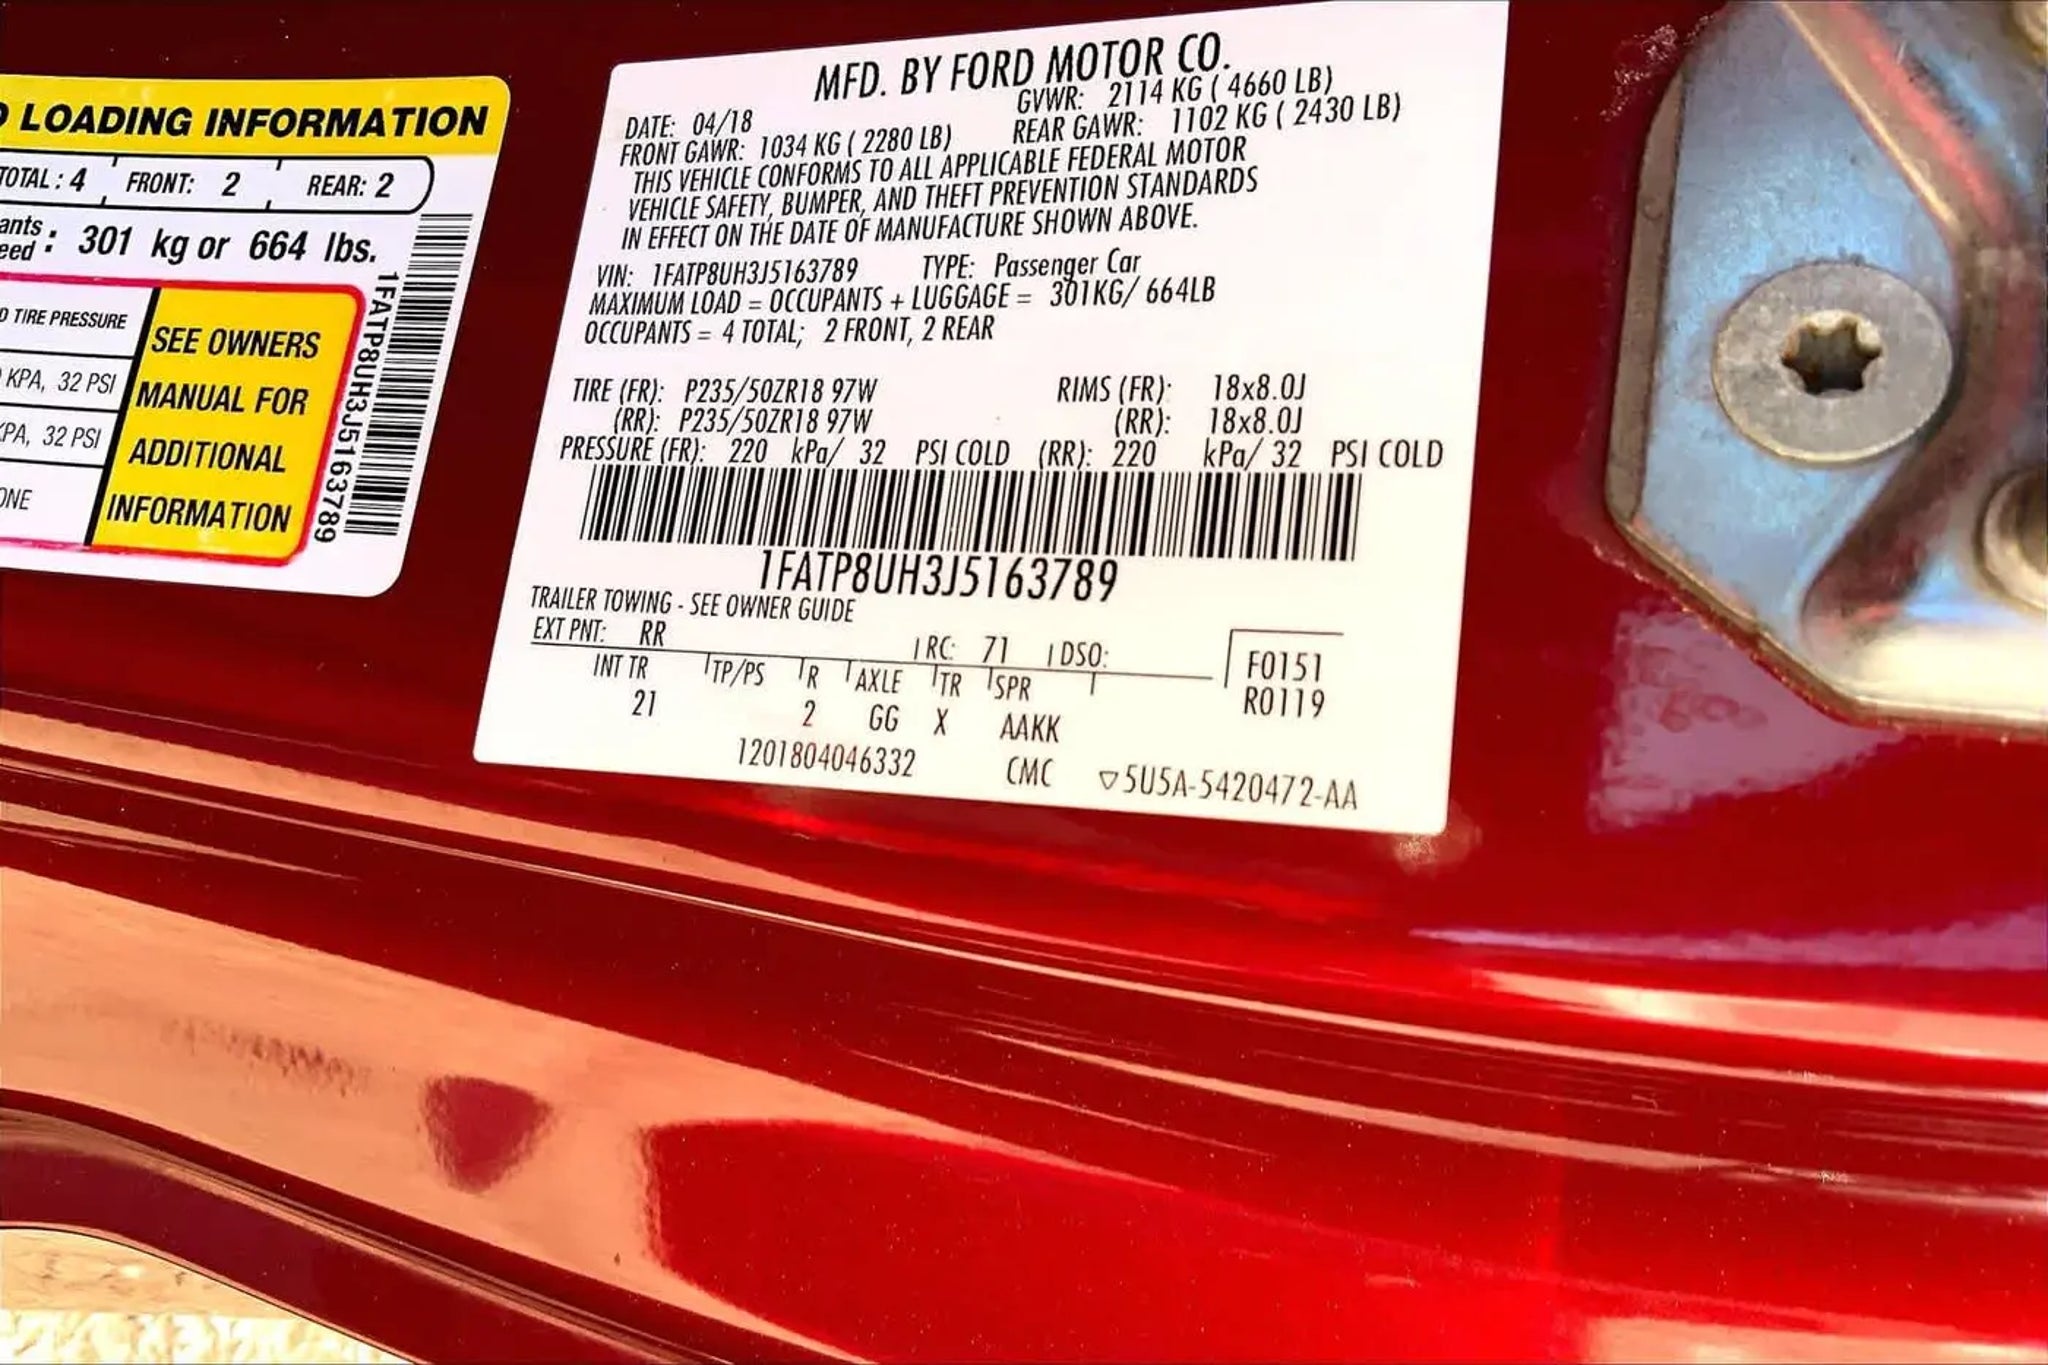 LOADING INFORMATION
TOTAL: 4 FRONT: 2 REAR: 2
: 301 kg or 664 lbs.
TIRE PRESSURE
KPA, 32 PSI
KPA, 32 PSI
SEE OWNERS
MANUAL FOR
ADDITIONAL
INFORMATION
1FATP8UH3J5163789
MFD. BY FORD MOTOR CO.
DATE: 04/18 GVWR: 2114 KG ( 4660 LB)
FRONT GAWR: 1034 KG ( 2280 LB) REAR GAWR: 1102 KG ( 2430 LB)
THIS VEHICLE CONFORMS TO ALL APPLICABLE FEDERAL MOTOR
VEHICLE SAFETY, BUMPER, AND THEFT PREVENTION STANDARDS
IN EFFECT ON THE DATE OF MANUFACTURE SHOWN ABOVE.
VIN: 1FATP8UH3J5163789 TYPE: Passenger Car
MAXIMUM LOAD = OCCUPANTS + LUGGAGE = 301KG/ 664LB
OCCUPANTS = 4 TOTAL; 2 FRONT, 2 REAR
TIRE (FR): P235/50ZR18 97W RIMS (FR): 18x8.0J
(RR): P235/50ZR18 97W (RR): 18x8.0J
PRESSURE (FR): 220 kPa/ 32 PSI COLD (RR): 220 kPa/ 32 PSI COLD
1FATP8UH3J5163789
TRAILER TOWING - SEE OWNER GUIDE
EXT PNT: RR RC: 71 DSO: F0151
INT TR TP/PS R AXLE TR SPR R0119
21 2 GG X AAKK
1201804046332 CMC ▽5U5A-5420472-AA